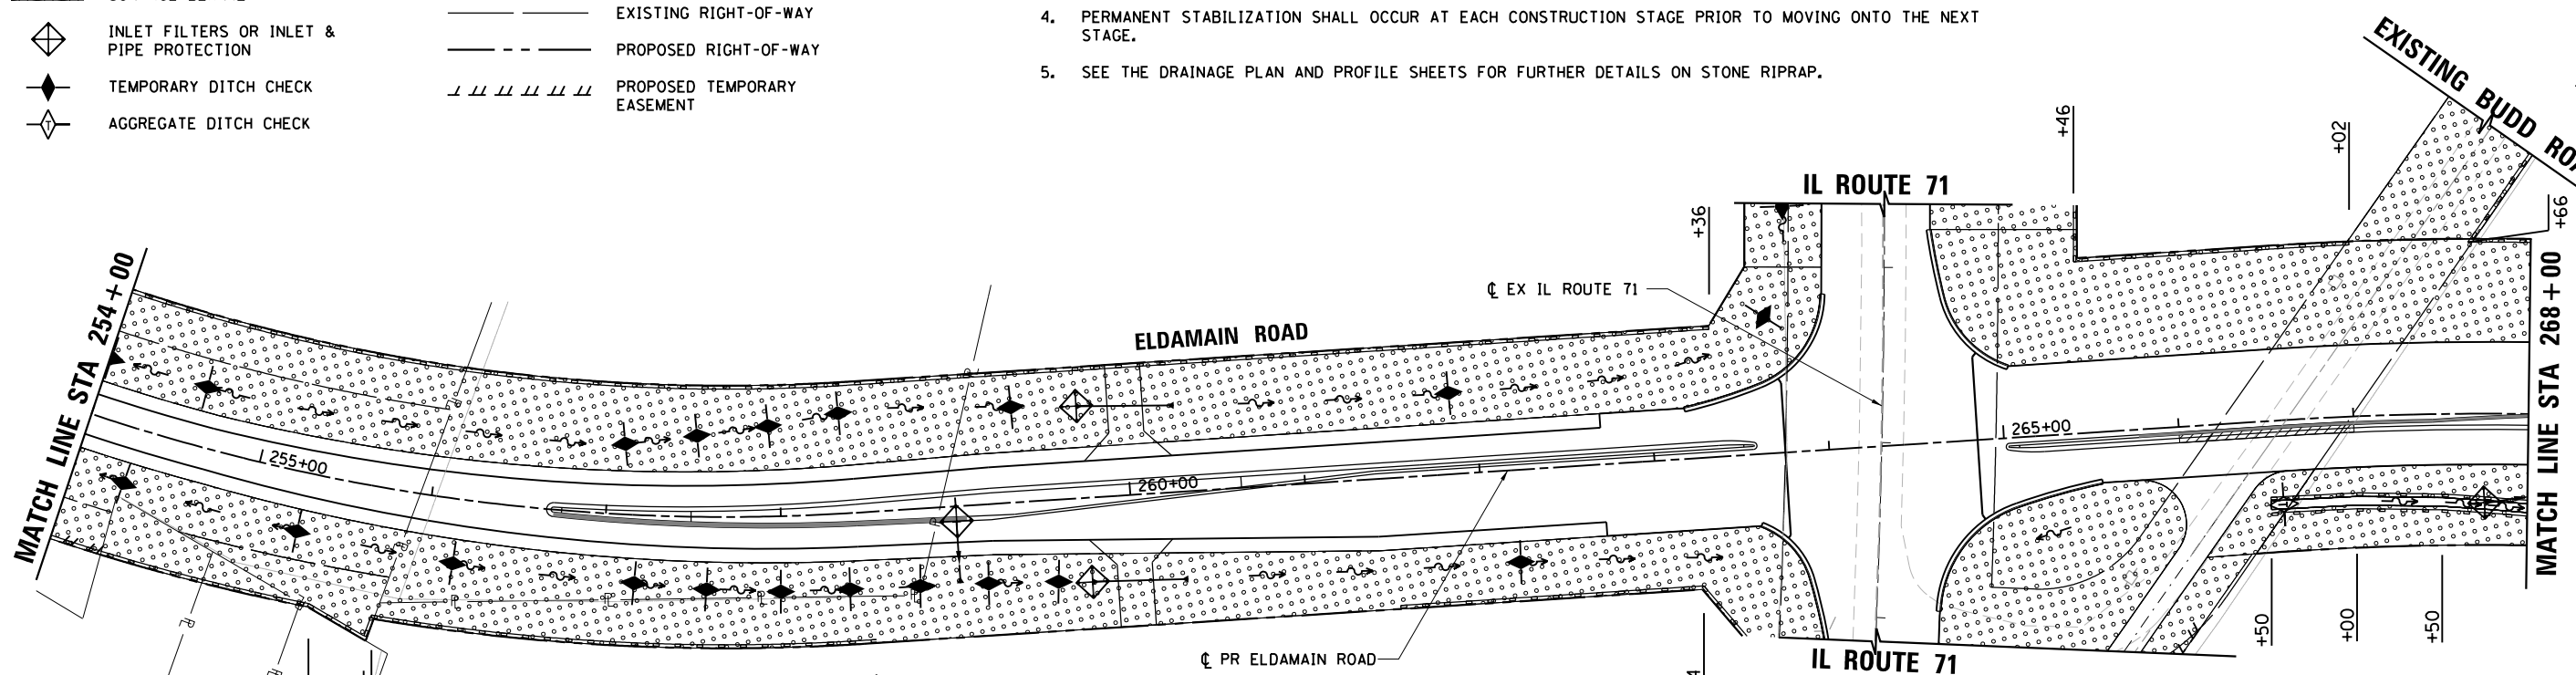 INLET FILTERS OR INLET &
PIPE PROTECTION
TEMPORARY DITCH CHECK
T
AGGREGATE DITCH CHECK
EXISTING RIGHT-OF-WAY
PROPOSED RIGHT-OF-WAY
PROPOSED TEMPORARY
EASEMENT
4. PERMANENT STABILIZATION SHALL OCCUR AT EACH CONSTRUCTION STAGE PRIOR TO MOVING ONTO THE NEXT
STAGE.
5. SEE THE DRAINAGE PLAN AND PROFILE SHEETS FOR FURTHER DETAILS ON STONE RIPRAP.
EXISTING BUDD ROA
+46
+02
+66
+36
IL ROUTE 71
℄ EX IL ROUTE 71
ELDAMAIN ROAD
MATCH LINE STA 254+00
255+00
260+00
265+00
MATCH LINE STA 268+00
℄ PR ELDAMAIN ROAD
IL ROUTE 71
+50
+00
+50